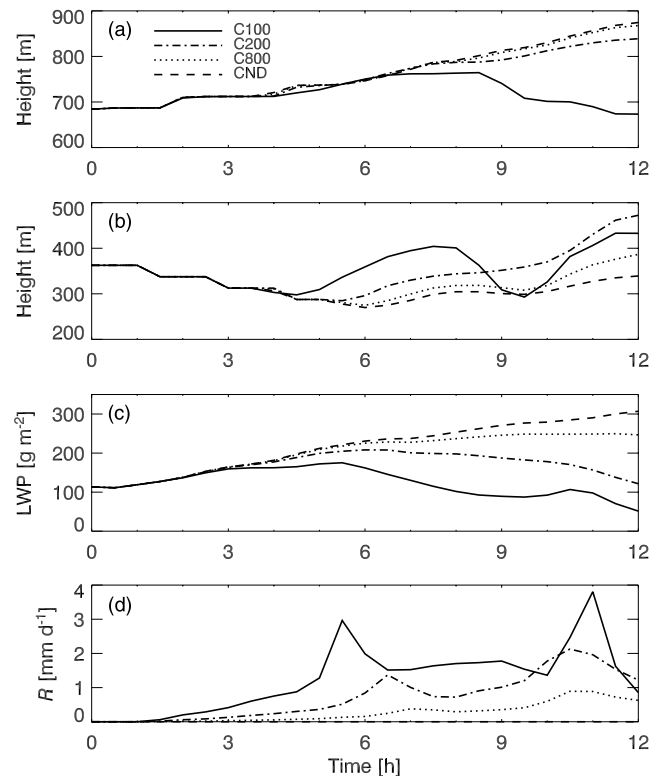 900
(a)
C100
C200
C800
CND
800
Height [m]
700
600
0
3
6
9
12
500
(b)
400
Height [m]
300
200
0
3
6
9
12
(c)
300
LWP [g m⁻²]
200
100
0
0
3
6
9
12
4
(d)
3
R [mm d⁻¹]
2
1
0
0
3
6
9
12
Time [h]